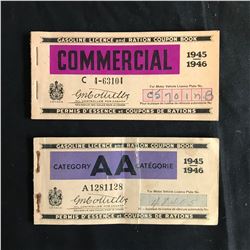 GASOLINE LICENCE and RATION COUPON BOOK
COMMERCIAL
1945
1946
C 4-63104
For Motor Vehicle Licence Plate No.
PERMIS D'ESSENCE et COUPONS DE RATIONS
GASOLINE LICENCE and RATION COUPON BOOK
CATEGORY AA CATÉGORIE
1945
1946
A1281128
For Motor Vehicle Licence Plate No.
PERMIS D'ESSENCE et COUPONS DE RATIONS